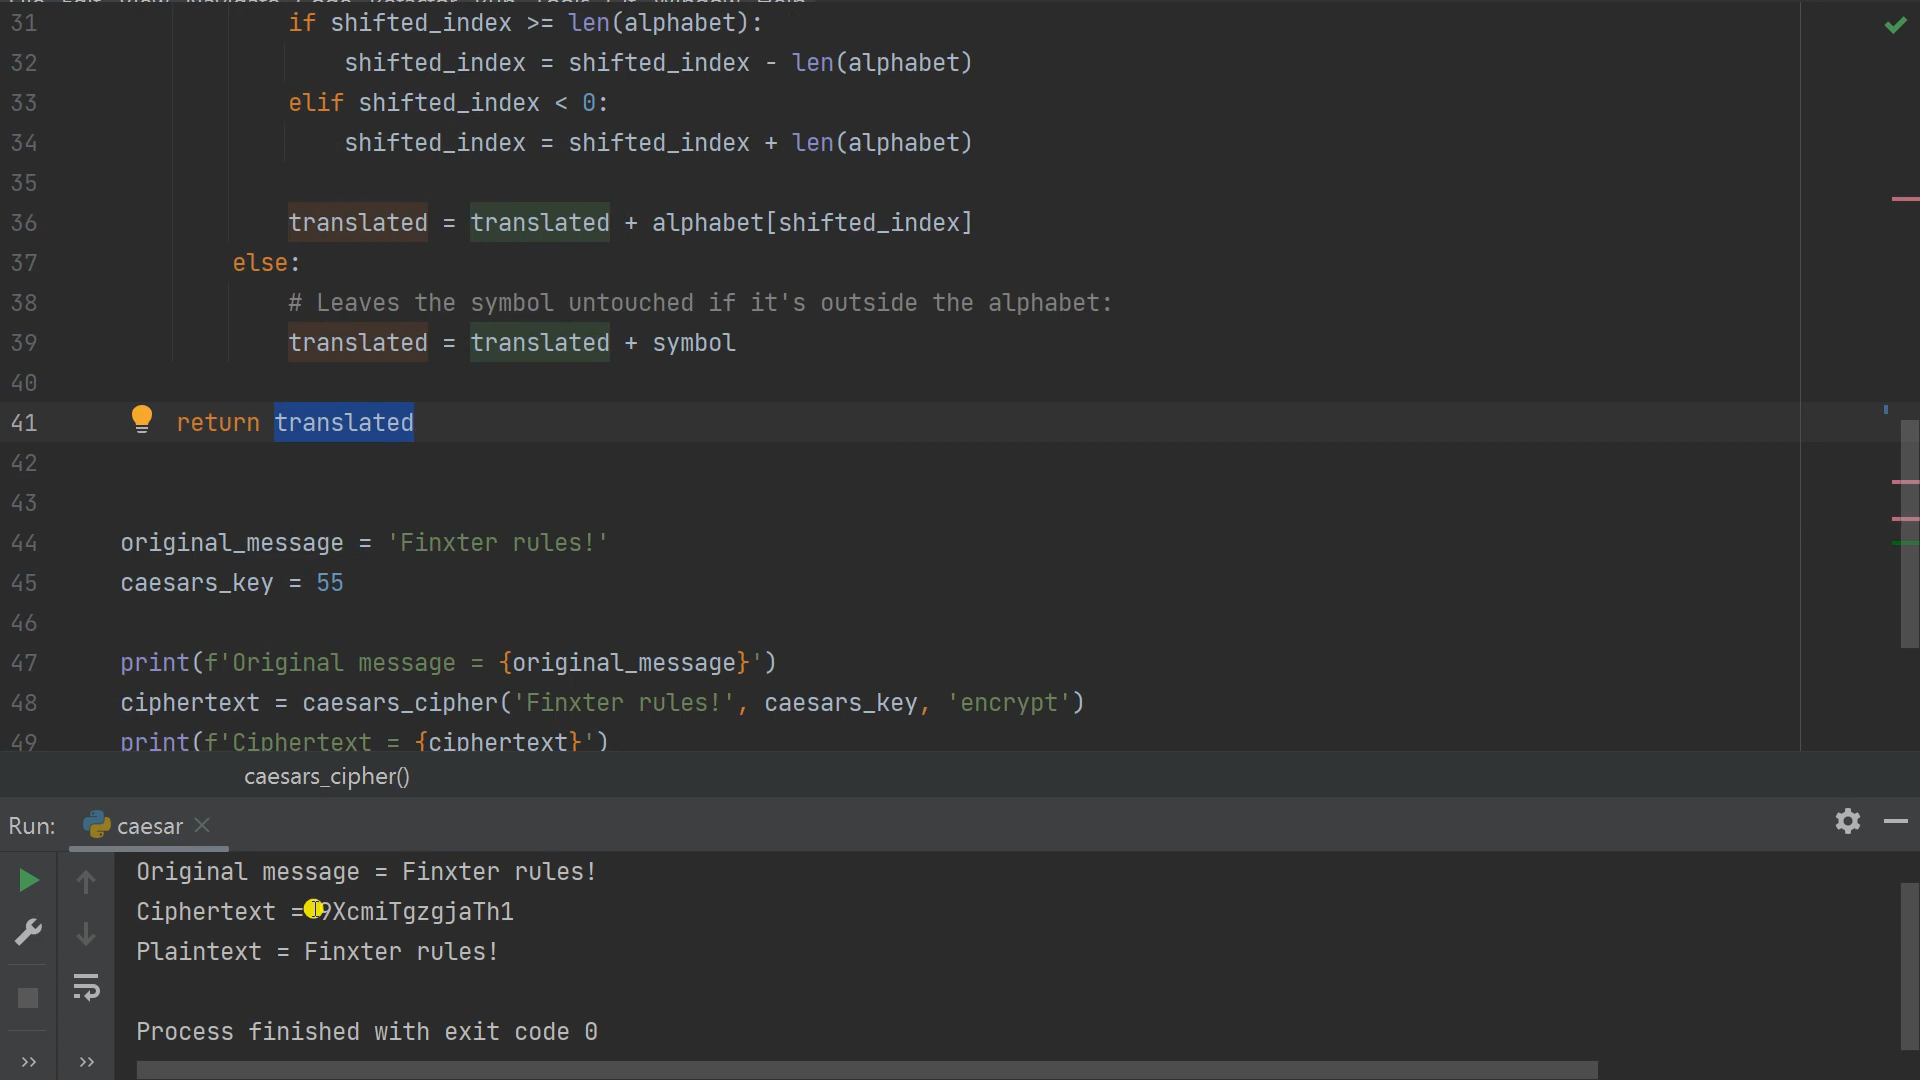 31 if shifted_index >= len(alphabet):
32 shifted_index = shifted_index - len(alphabet)
33 elif shifted_index < 0:
34 shifted_index = shifted_index + len(alphabet)
35
36 translated = translated + alphabet[shifted_index]
37 else:
38 # Leaves the symbol untouched if it's outside the alphabet:
39 translated = translated + symbol
40
41 return translated
42
43
44 original_message = 'Finxter rules!'
45 caesars_key = 55
46
47 print(f'Original message = {original_message}')
48 ciphertext = caesars_cipher('Finxter rules!', caesars_key, 'encrypt')
49 print(f'Ciphertext = {ciphertext}')
caesars_cipher()
Run: caesar
Original message = Finxter rules!
Ciphertext = 9XcmiTgzgjaTh1
Plaintext = Finxter rules!
Process finished with exit code 0